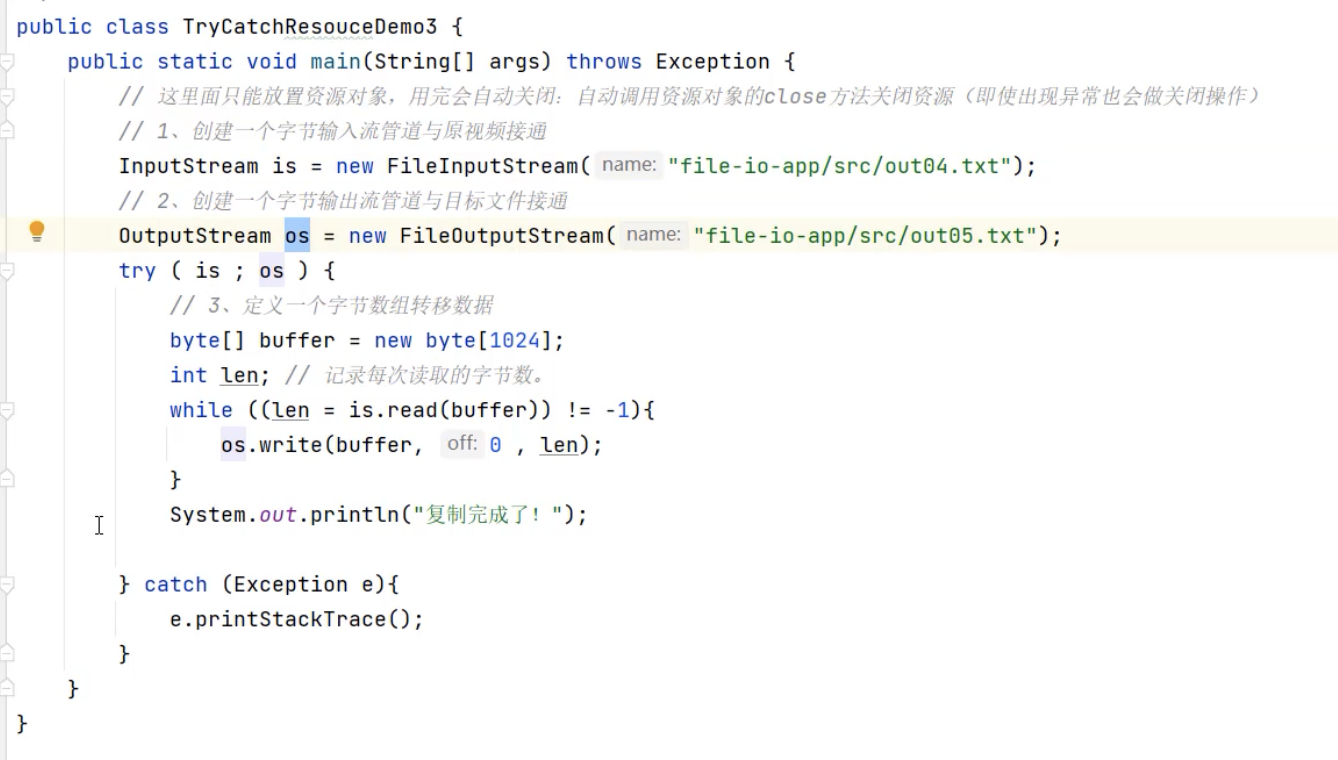 public class TryCatchResouceDemo3 {
public static void main(String[] args) throws Exception {
// 这里面只能放置资源对象，用完会自动关闭：自动调用资源对象的close方法关闭资源（即使出现异常也会做关闭操作）
// 1、创建一个字节输入流管道与原视频接通
InputStream is = new FileInputStream( name: "file-io-app/src/out04.txt");
// 2、创建一个字节输出流管道与目标文件接通
OutputStream os = new FileOutputStream( name: "file-io-app/src/out05.txt");
try ( is ; os ) {
// 3、定义一个字节数组转移数据
byte[] buffer = new byte[1024];
int len; // 记录每次读取的字节数。
while ((len = is.read(buffer)) != -1){
os.write(buffer, off: 0 , len);
}
System.out.println("复制完成了！");
} catch (Exception e){
e.printStackTrace();
}
}
}